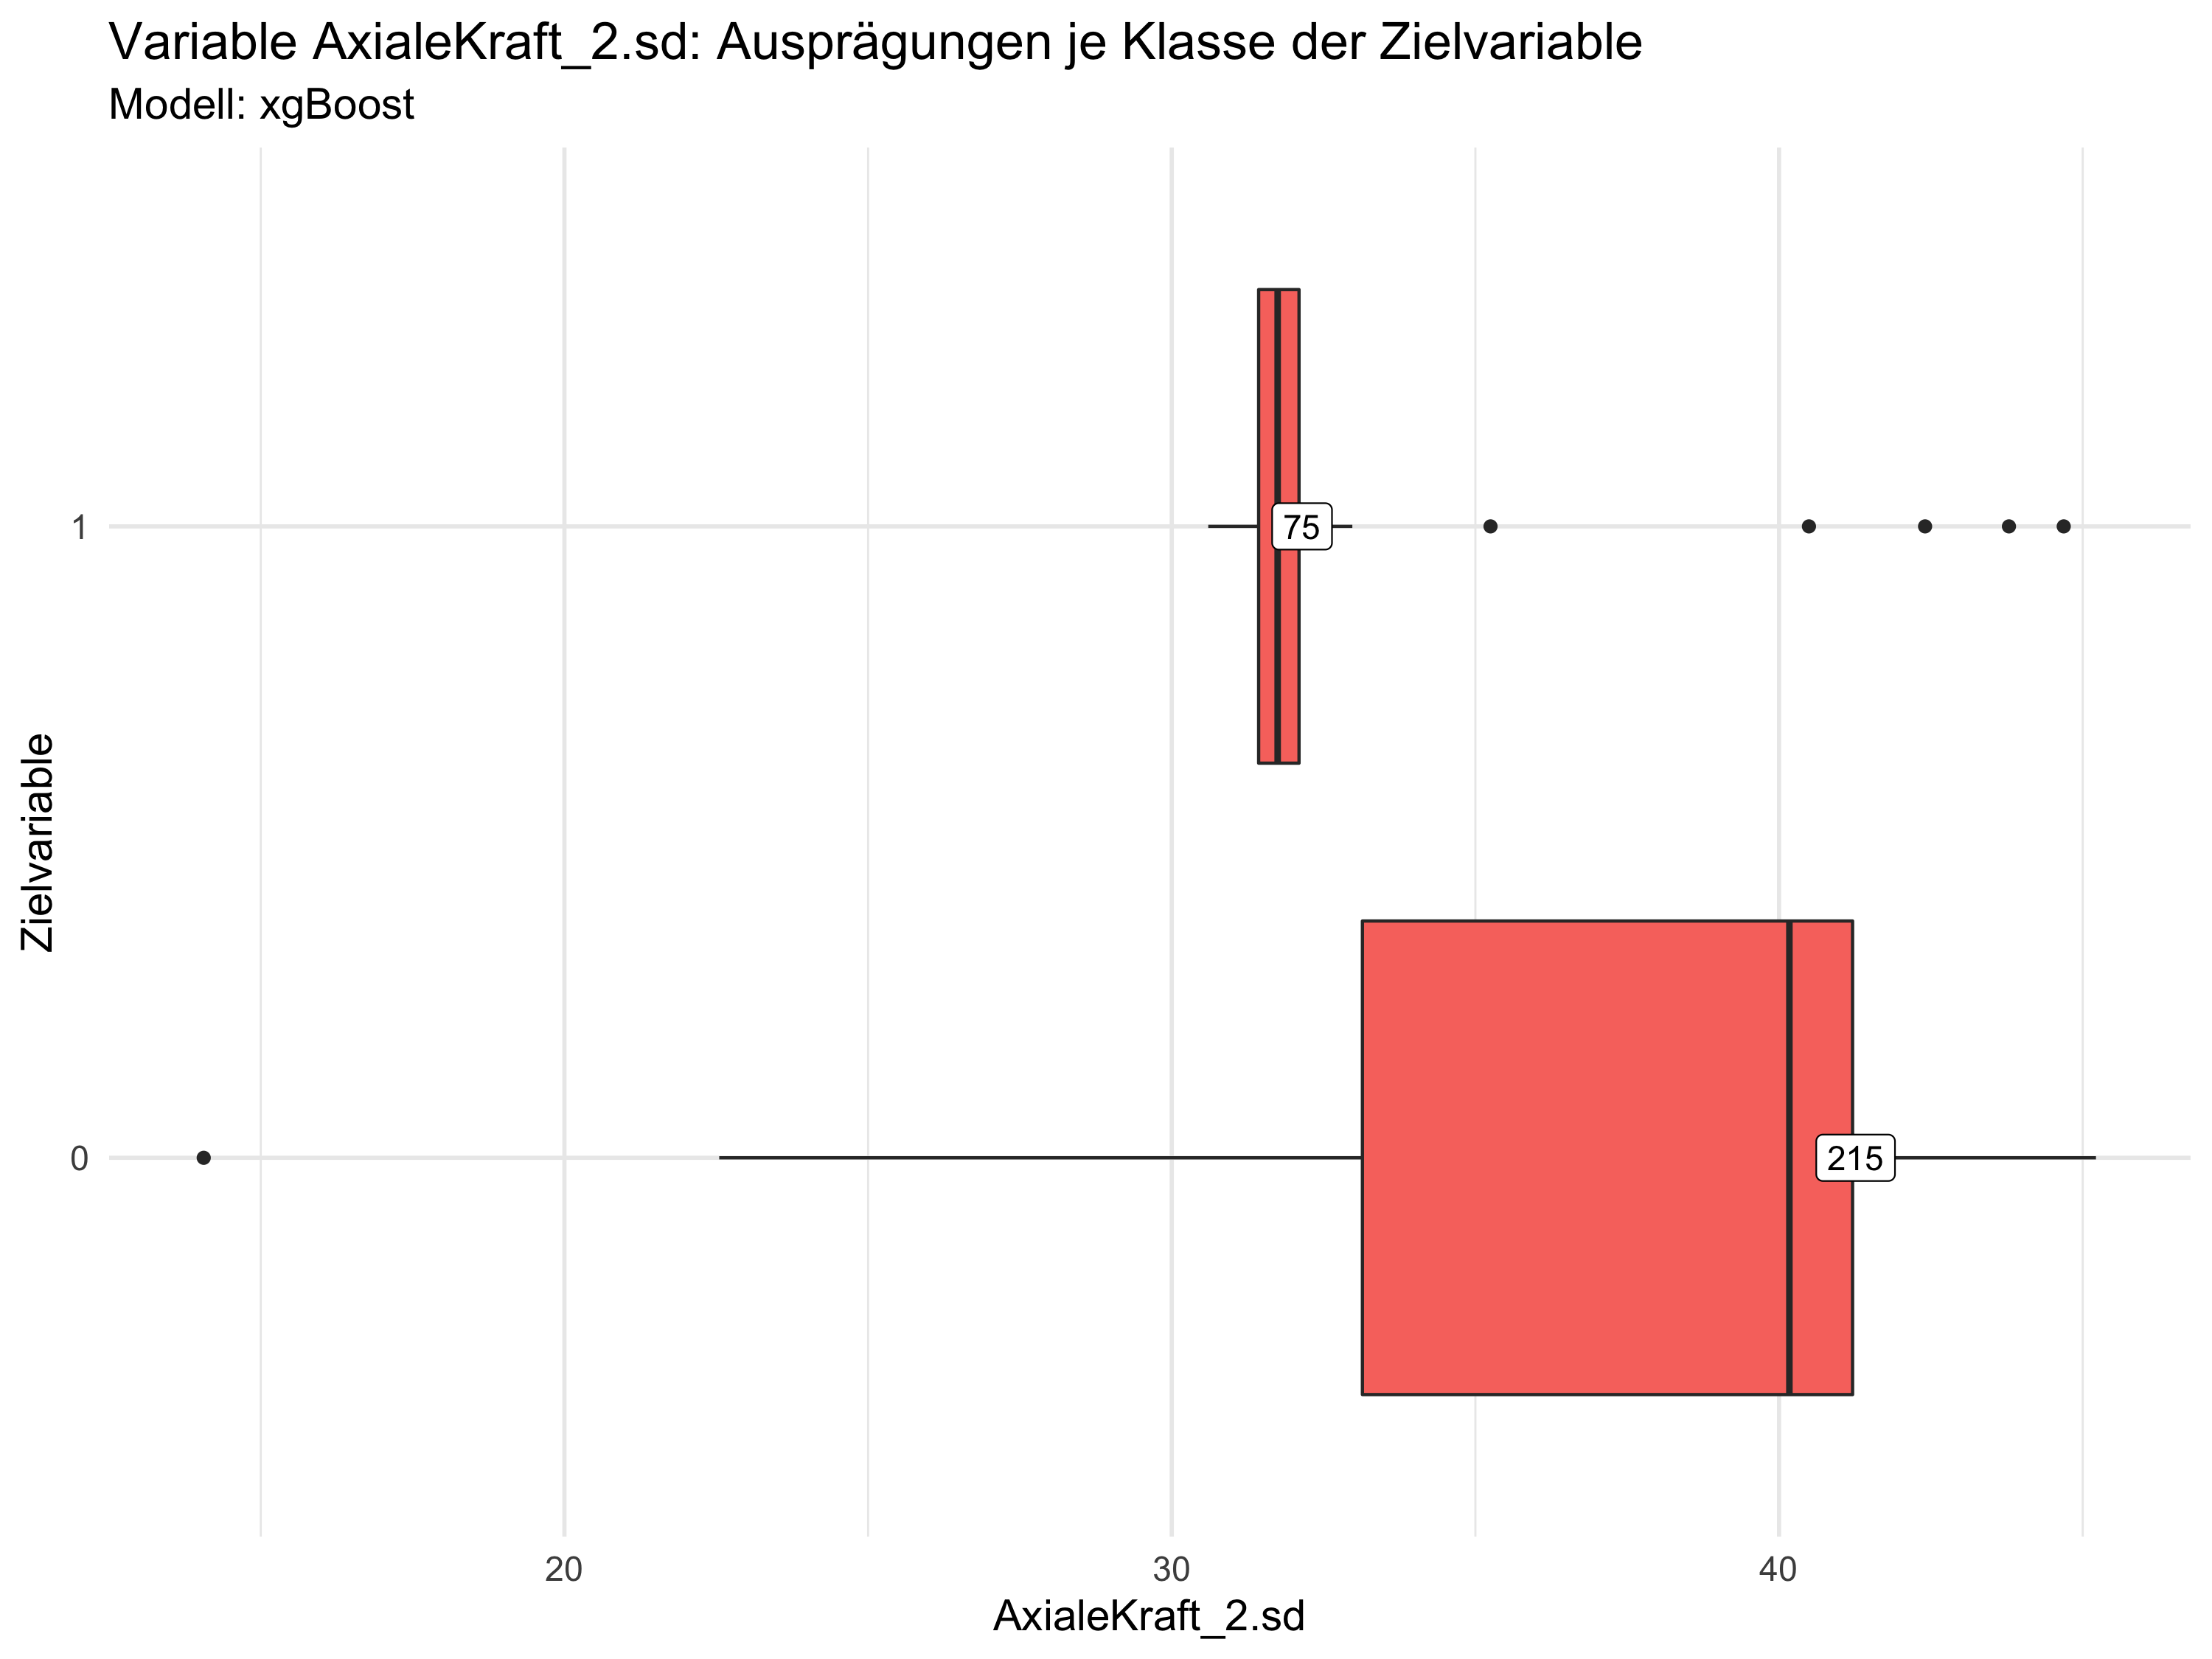 Variable AxialeKraft_2.sd: Ausprägungen je Klasse der Zielvariable
Modell: xgBoost
Zielvariable
1
75
0
215
20
30
40
AxialeKraft_2.sd